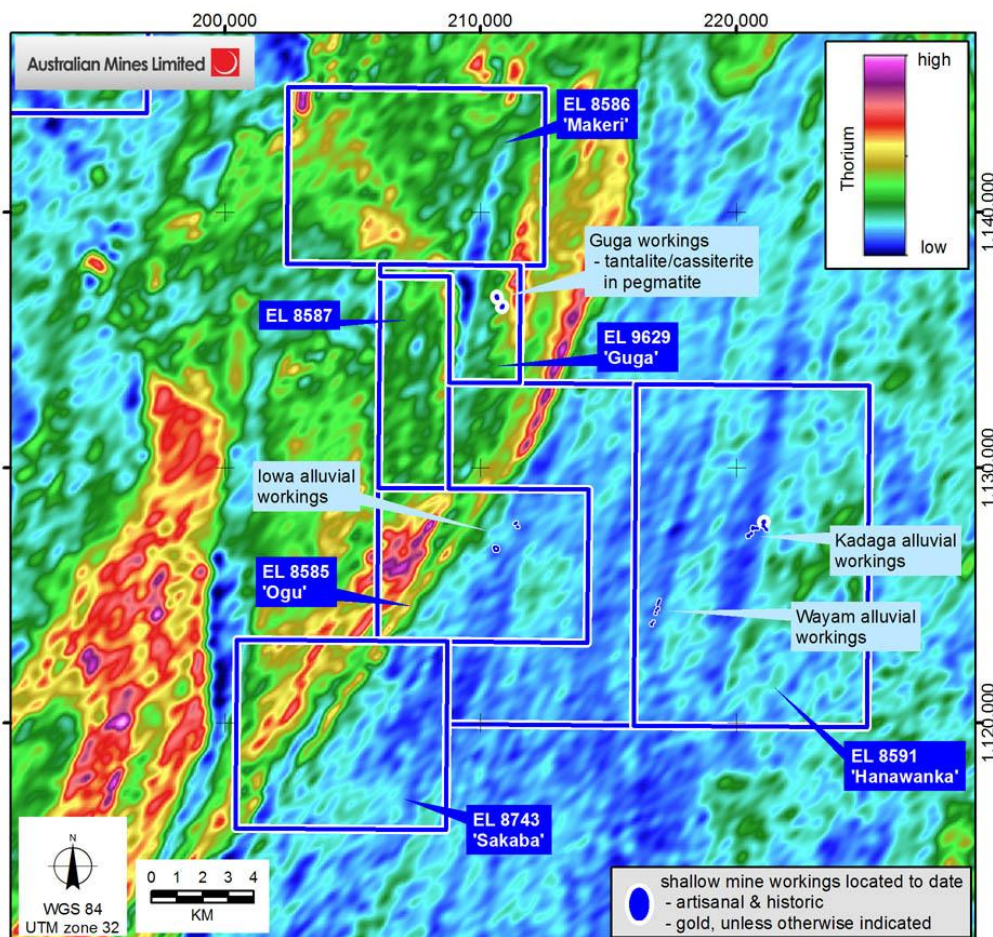 200,000
210,000
220,000
Australian Mines Limited
EL 8586
'Makeri'
high
Thorium
low
1,140,000
Guga workings
- tantalite/cassiterite
in pegmatite
EL 8587
EL 9629
'Guga'
Iowa alluvial
workings
1,130,000
Kadaga alluvial
workings
EL 8585
'Ogu'
Wayam alluvial
workings
1,120,000
EL 8591
'Hanawanka'
EL 8743
'Sakaba'
N
WGS 84
UTM zone 32
0 1 2 3 4
KM
shallow mine workings located to date
- artisanal & historic
- gold, unless otherwise indicated